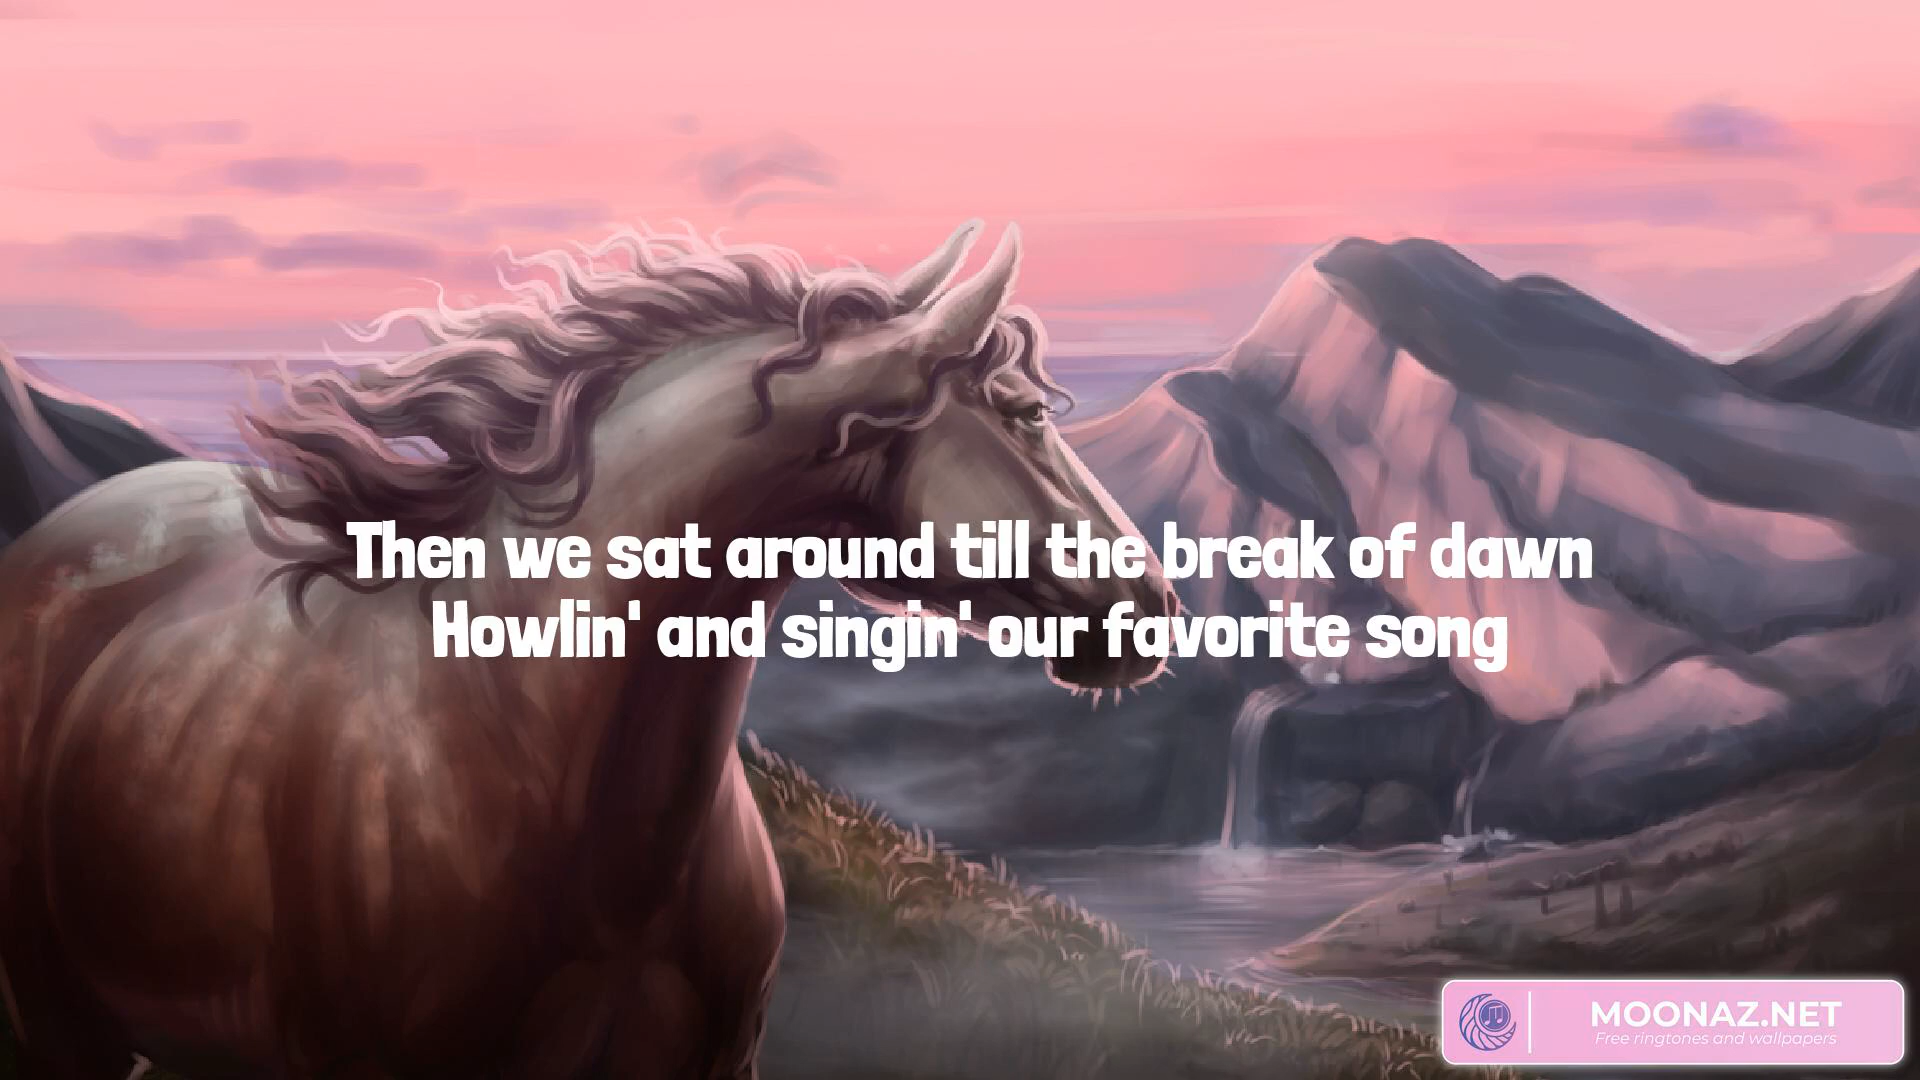 Then we sat around till the break of dawn
Howlin' and singin' our favorite song
MOONAZ.NET
Free ringtones and wallpapers